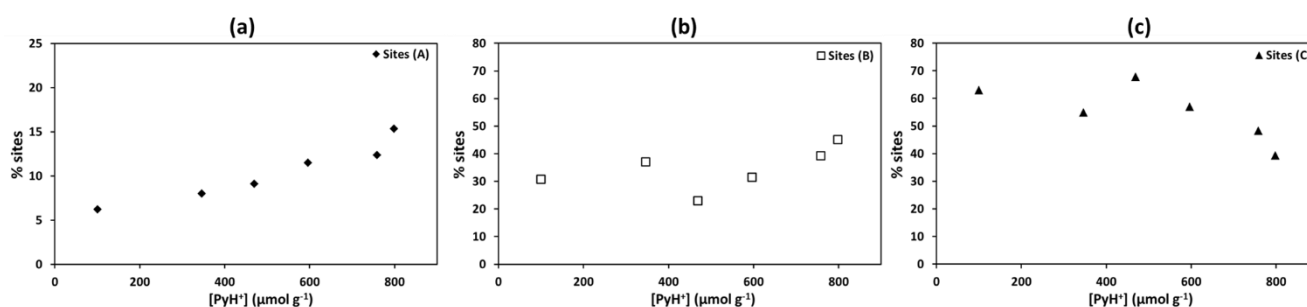 (a)
25
20
15
10
5
0
% sites
◆ Sites (A)
0 200 400 600 800
[PyH⁺] (µmol g⁻¹)
(b)
80
70
60
50
40
30
20
10
0
% sites
□ Sites (B)
0 200 400 600 800
[PyH⁺] (µmol g⁻¹)
(c)
80
70
60
50
40
30
20
10
0
% sites
▲ Sites (C
0 200 400 600 800
[PyH⁺] (µmol g⁻¹)